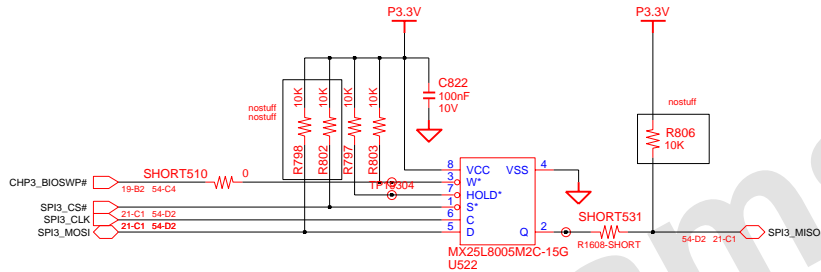 P3.3V
P3.3V
C822
100nF
10V
nostuff
nostuff
10K
10K
10K
10K
R798
R802
R797
R803
nostuff
R806
10K
SHORT510
0
CHP3_BIOSWP#
19-B2 54-C4
SPI3_CS#
21-C1 54-D2
SPI3_CLK
21-C1 54-D2
SPI3_MOSI
8
3
7
1
6
5
VCC
W*
HOLD*
S*
C
D
VSS
Q
4
2
MX25L8005M2C-15G
U522
SHORT531
R1608-SHORT
54-D2 21-C1
SPI3_MISO